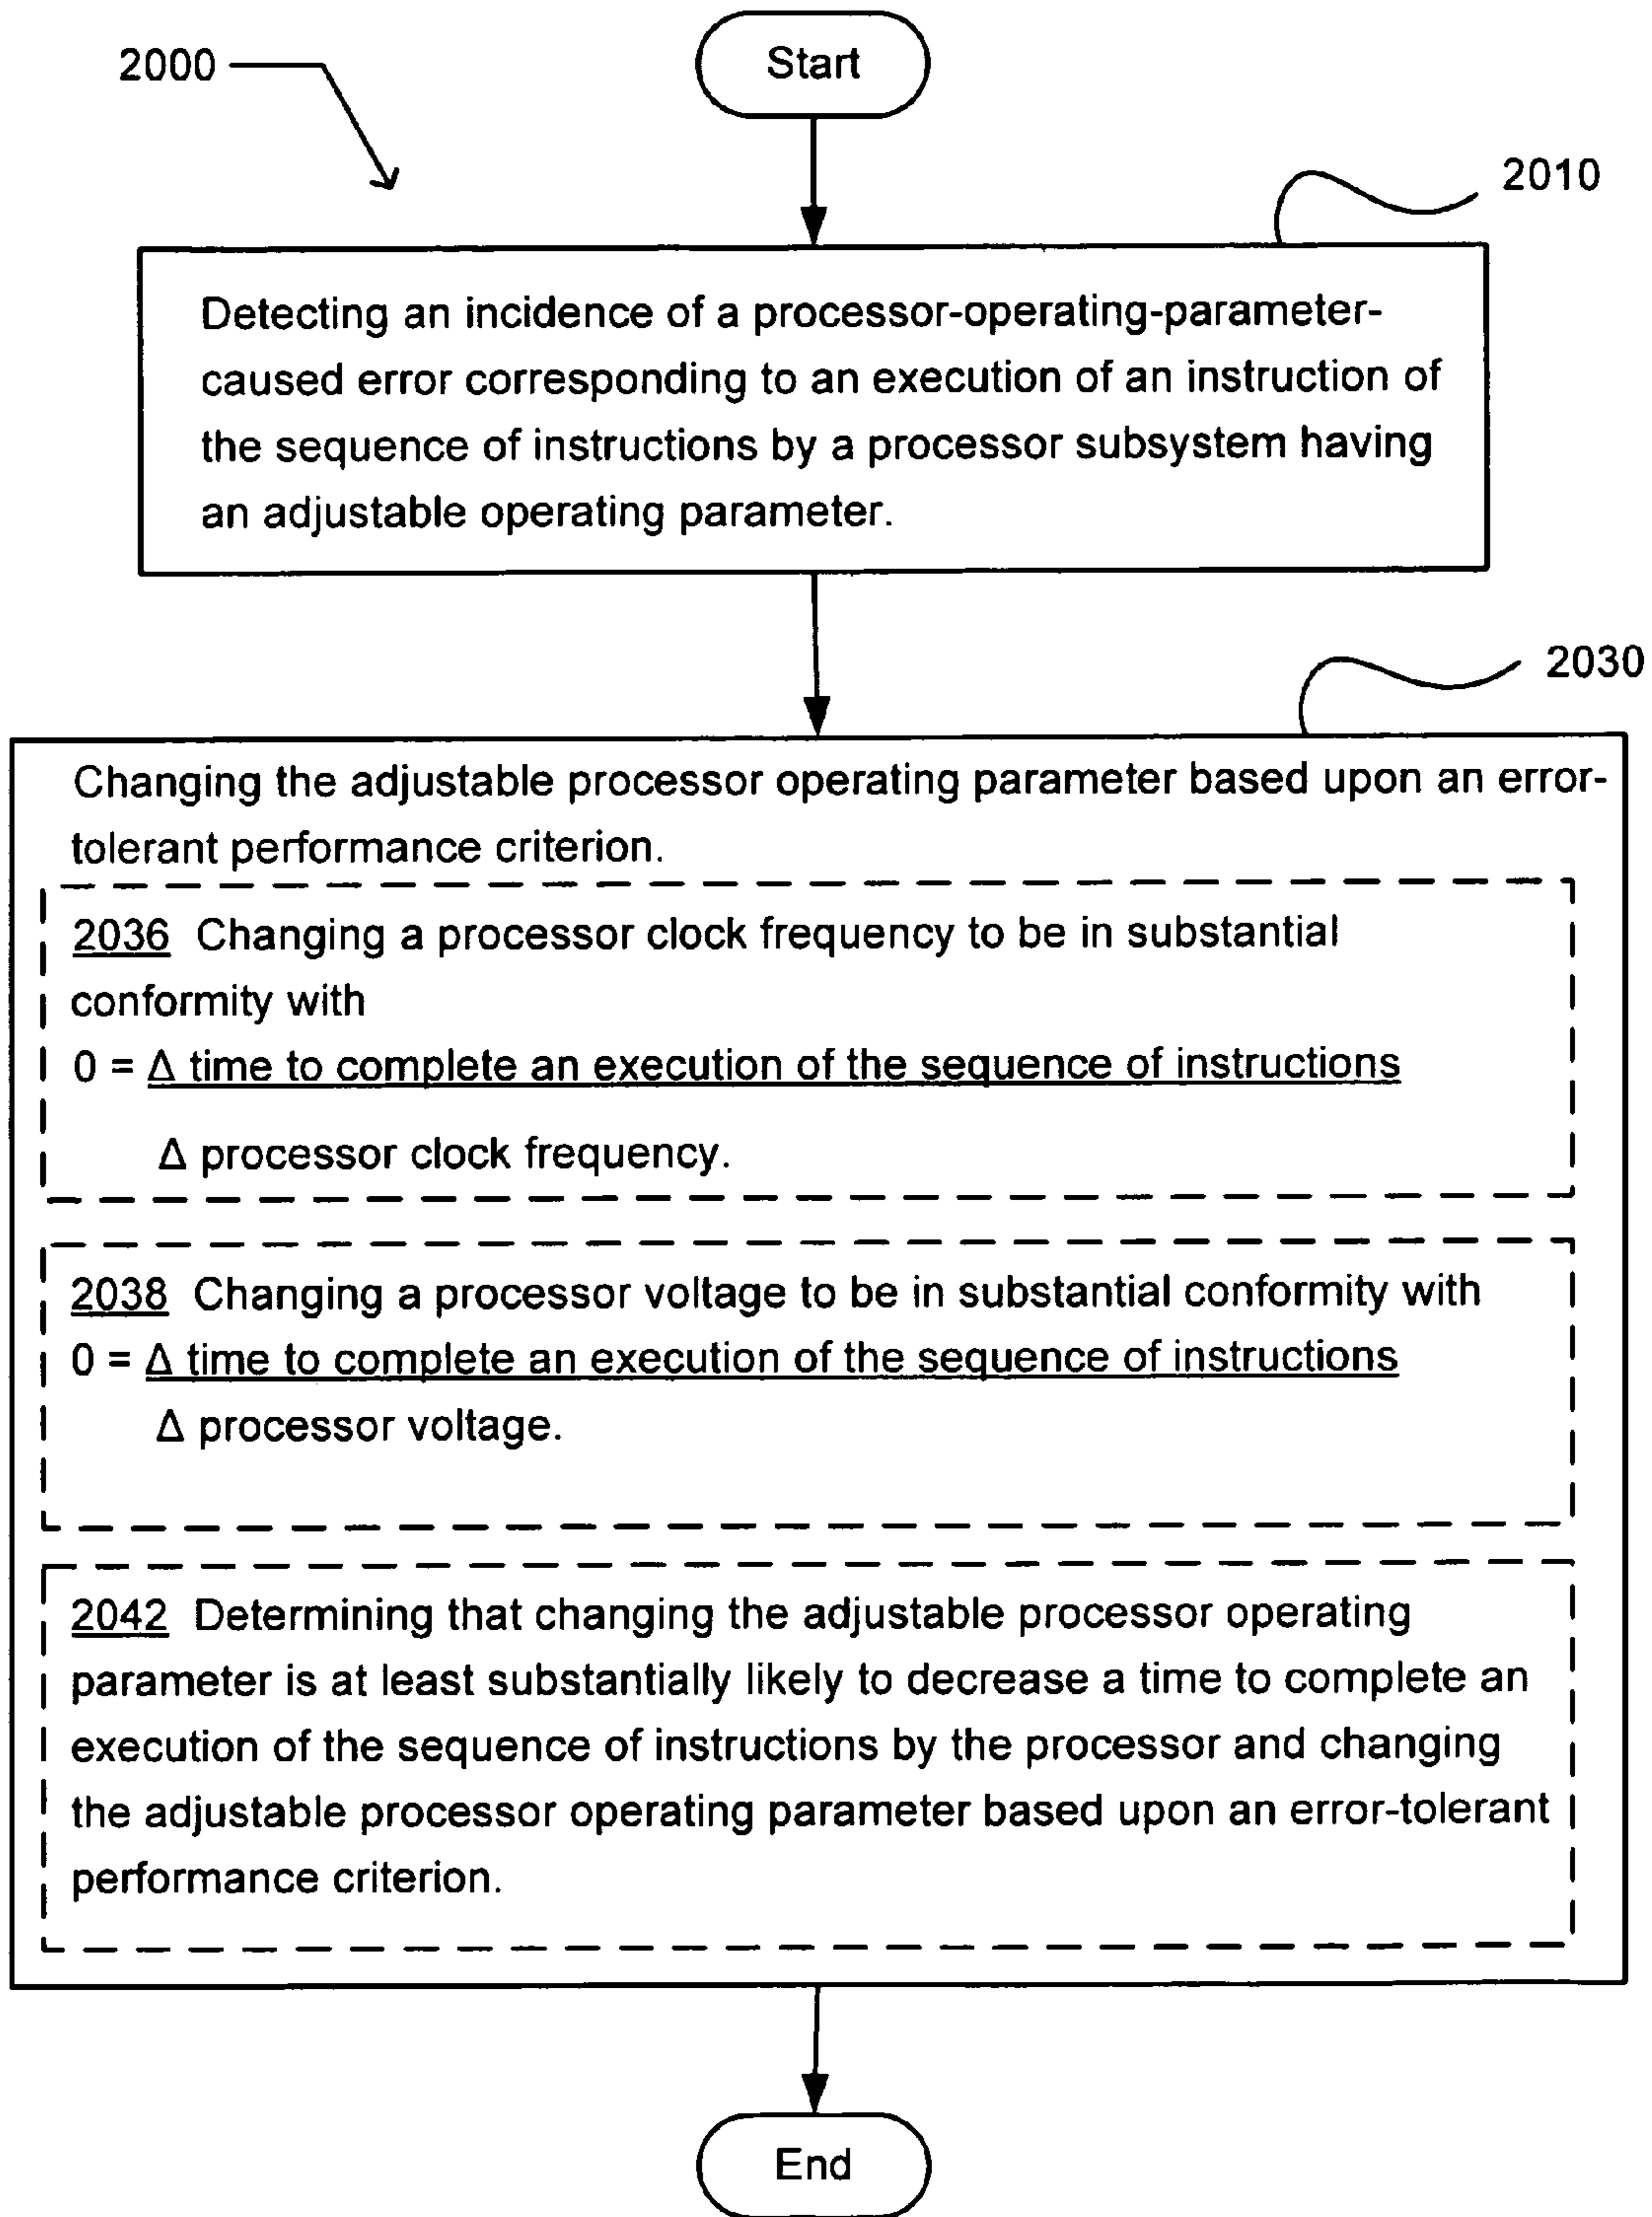 2000
Start
2010
Detecting an incidence of a processor-operating-parameter-
caused error corresponding to an execution of an instruction of
the sequence of instructions by a processor subsystem having
an adjustable operating parameter.
2030
Changing the adjustable processor operating parameter based upon an error-
tolerant performance criterion.
2036 Changing a processor clock frequency to be in substantial
conformity with
0 = Δ time to complete an execution of the sequence of instructions
Δ processor clock frequency.
2038 Changing a processor voltage to be in substantial conformity with
0 = Δ time to complete an execution of the sequence of instructions
Δ processor voltage.
2042 Determining that changing the adjustable processor operating
parameter is at least substantially likely to decrease a time to complete an
execution of the sequence of instructions by the processor and changing
the adjustable processor operating parameter based upon an error-tolerant
performance criterion.
End